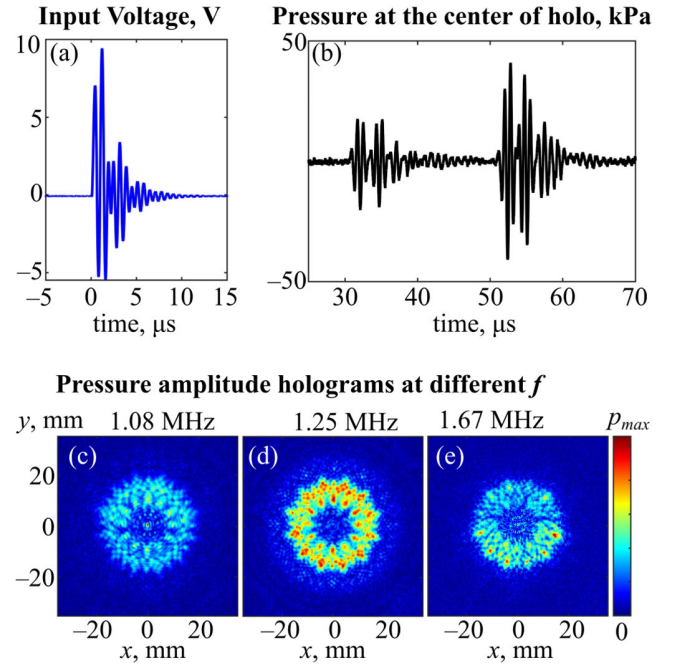 Input Voltage, V
Pressure at the center of holo, kPa
10
(a)
50
(b)
5
0
−5
−50
−5 0 5 10 15
30 40 50 60 70
time, μs
time, μs
Pressure amplitude holograms at different f
y, mm 1.08 MHz 1.25 MHz 1.67 MHz pmax
(c) (d) (e)
20
0
−20
0
−20 0 20 −20 0 20 −20 0 20
x, mm x, mm x, mm